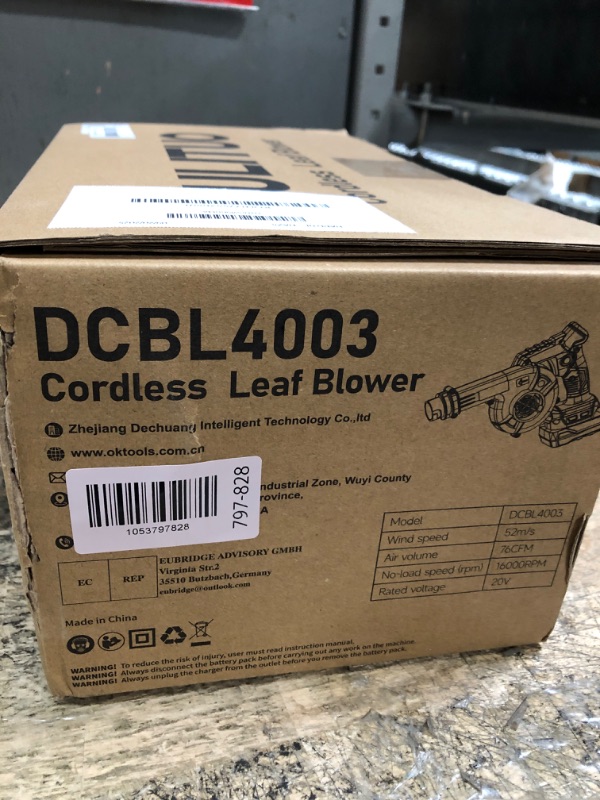 Cordless Leaf Blower
DCBL4003
Cordless Leaf Blower
Zhejiang Dechuang Intelligent Technology Co.,ltd
www.oktools.com.cn
ndustrial Zone, Wuyi County
rovince,
A
1053797828
797-828
EC REP
EUBRIDGE ADVISORY GMBH
Virginia Str.2
35510 Butzbach,Germany
eubridge@outlook.com
Model DCBL4003
Wind speed 52m/s
Air volume 76CFM
No-load speed (rpm) 16000RPM
Rated voltage 20V
Made in China
WARNING! To reduce the risk of injury, user must read instruction manual.
WARNING! Always disconnect the battery pack before carrying out any work on the machine.
WARNING! Always unplug the charger from the outlet before you remove the battery pack.